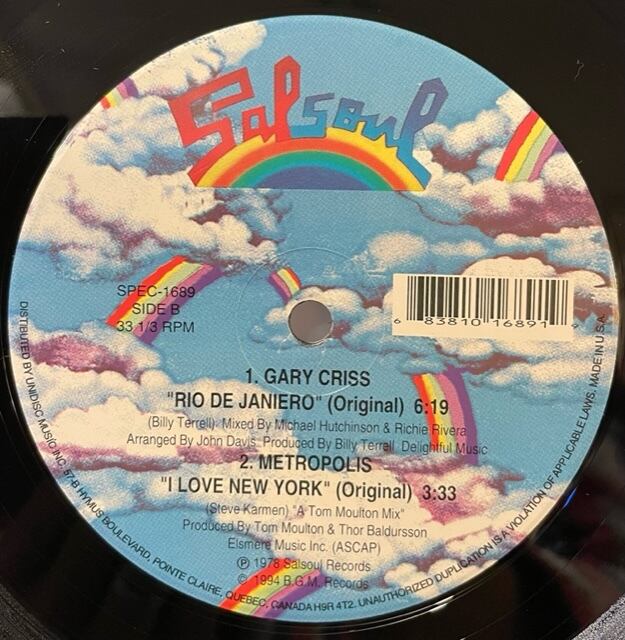 Salsoul
SPEC-1689
SIDE B
33 1/3 RPM
6 83810 16891 9
1. GARY CRISS
"RIO DE JANIERO" (Original) 6:19
(Billy Terrell) Mixed By Michael Hutchinson & Richie Rivera
Arranged By John Davis Produced By Billy Terrell Delightful Music
2. METROPOLIS
"I LOVE NEW YORK" (Original) 3:33
(Steve Karmen) "A Tom Moulton Mix"
Produced By Tom Moulton & Thor Baldursson
Elsmere Music Inc. (ASCAP)
℗ 1978 Salsoul Records
© 1994 B.G.M. Records
DISTRIBUTED BY UNIDISC MUSIC INC. 57-B HYMUS BOULEVARD, POINTE CLAIRE, QUEBEC, CANADA H9R 4T2. UNAUTHORIZED DUPLICATION IS A VIOLATION OF APPLICABLE LAWS. MADE IN U.S.A.